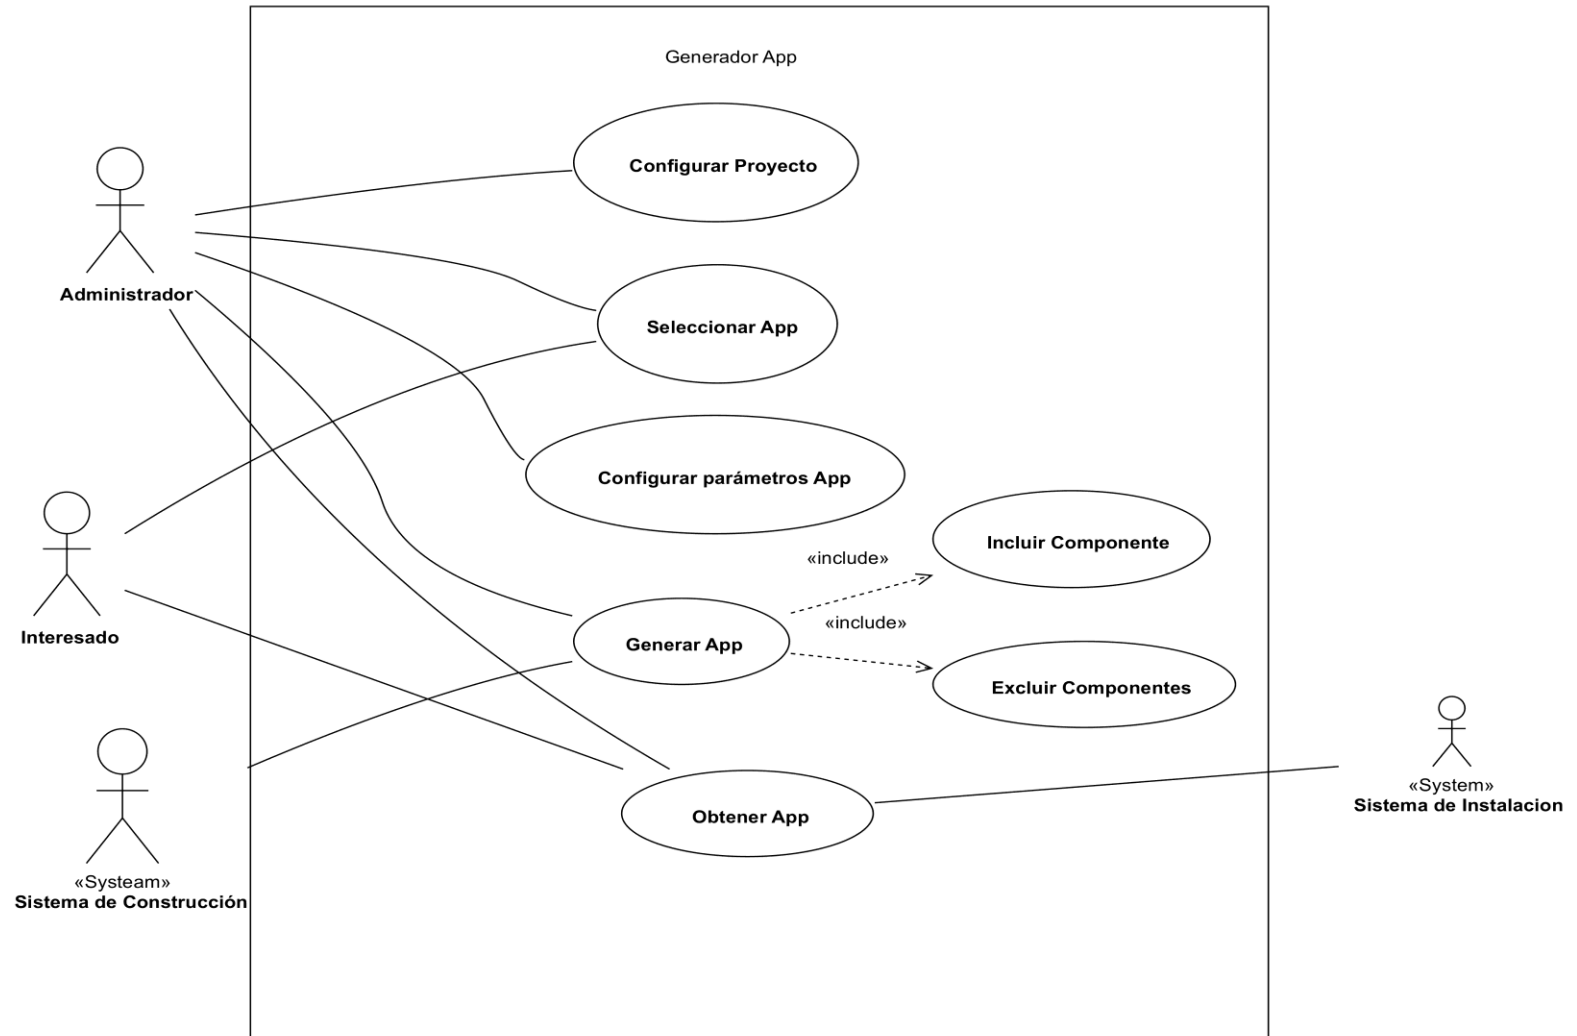 Generador App
Configurar Proyecto
Administrador
Seleccionar App
Configurar parámetros App
Incluir Componente
«include»
«include»
Interesado
Generar App
Excluir Componentes
Obtener App
«System»
Sistema de Instalacion
«Systeam»
Sistema de Construcción